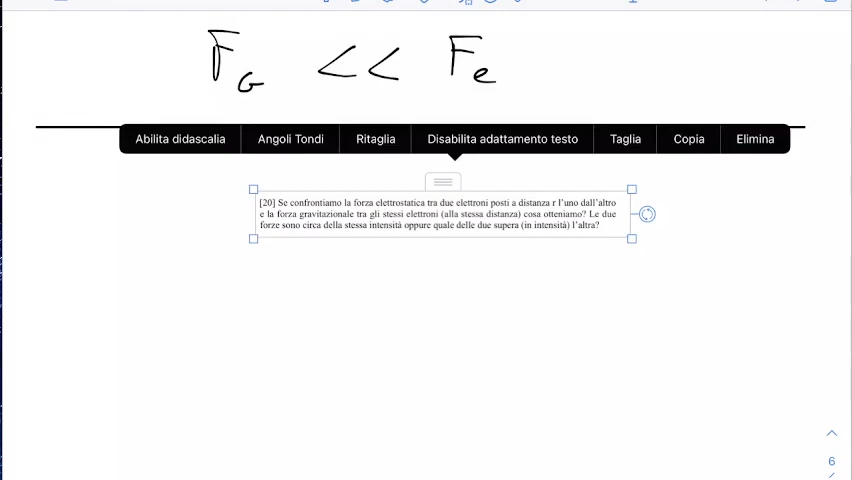 F_G << F_e
Abilita didascalia Angoli Tondi Ritaglia Disabilita adattamento testo Taglia Copia Elimina
[20] Se confrontiamo la forza elettrostatica tra due elettroni posti a distanza r l'uno dall'altro
e la forza gravitazionale tra gli stessi elettroni (alla stessa distanza) cosa otteniamo? Le due
forze sono circa della stessa intensità oppure quale delle due supera (in intensità) l'altra?
6